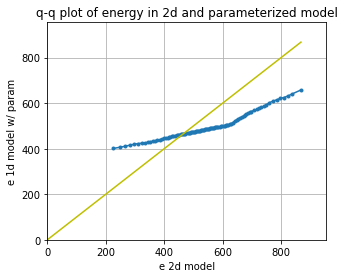 q-q plot of energy in 2d and parameterized model
e 1d model w/ param
800
600
400
200
0
0 200 400 600 800
e 2d model